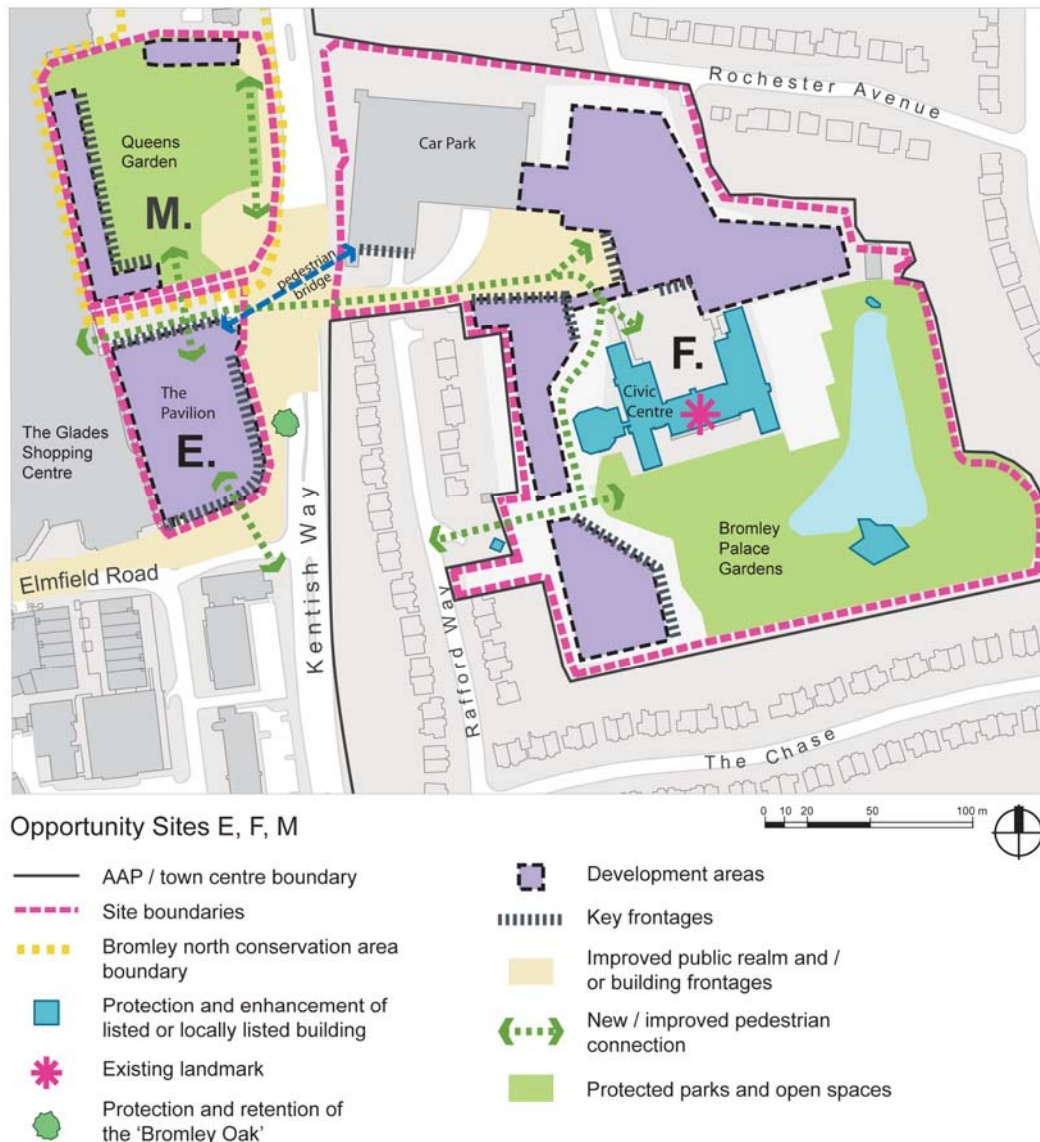 Rochester Avenue
Car Park
Queens
Garden
M.
pedestrian
bridge
F.
The
Pavilion
Civic
Centre
E.
The Glades
Shopping
Centre
Kentish Way
Bromley
Palace
Gardens
Elmfield Road
Rafford Way
The Chase
Opportunity Sites E, F, M
0 10 20 50 100 m
AAP / town centre boundary
Site boundaries
Bromley north conservation area
boundary
Protection and enhancement of
listed or locally listed building
Existing landmark
Protection and retention of
the 'Bromley Oak'
Development areas
Key frontages
Improved public realm and /
or building frontages
New / improved pedestrian
connection
Protected parks and open spaces